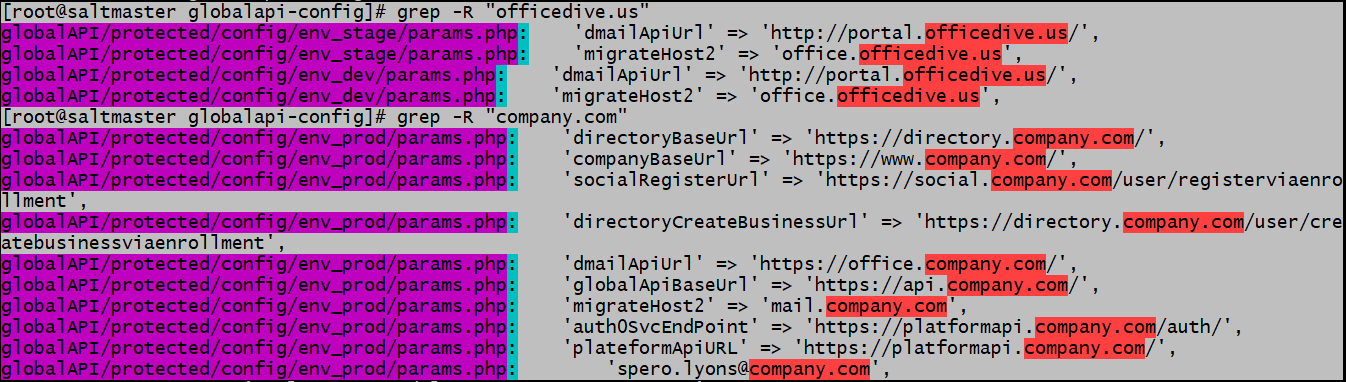 [root@saltmaster globalapi-config]# grep -R "officedive.us"
globalAPI/protected/config/env_stage/params.php:    'dmailApiUrl' => 'http://portal.officedive.us/',
globalAPI/protected/config/env_stage/params.php:    'migrateHost2' => 'office.officedive.us',
globalAPI/protected/config/env_dev/params.php:    'dmailApiUrl' => 'http://portal.officedive.us/',
globalAPI/protected/config/env_dev/params.php:    'migrateHost2' => 'office.officedive.us',
[root@saltmaster globalapi-config]# grep -R "company.com"
globalAPI/protected/config/env_prod/params.php:    'directoryBaseUrl' => 'https://directory.company.com/',
globalAPI/protected/config/env_prod/params.php:    'companyBaseUrl' => 'https://www.company.com/',
globalAPI/protected/config/env_prod/params.php:    'socialRegisterUrl' => 'https://social.company.com/user/registerviaenro
llment',
globalAPI/protected/config/env_prod/params.php:    'directoryCreateBusinessUrl' => 'https://directory.company.com/user/cre
atebusinessviaenrollment',
globalAPI/protected/config/env_prod/params.php:    'dmailApiUrl' => 'https://office.company.com/',
globalAPI/protected/config/env_prod/params.php:    'globalApiBaseUrl' => 'https://api.company.com/',
globalAPI/protected/config/env_prod/params.php:    'migrateHost2' => 'mail.company.com',
globalAPI/protected/config/env_prod/params.php:    'auth0SvcEndPoint' => 'https://platformapi.company.com/auth/',
globalAPI/protected/config/env_prod/params.php:    'plateformApiURL' => 'https://platformapi.company.com/',
globalAPI/protected/config/env_prod/params.php:        'spero.lyons@company.com',